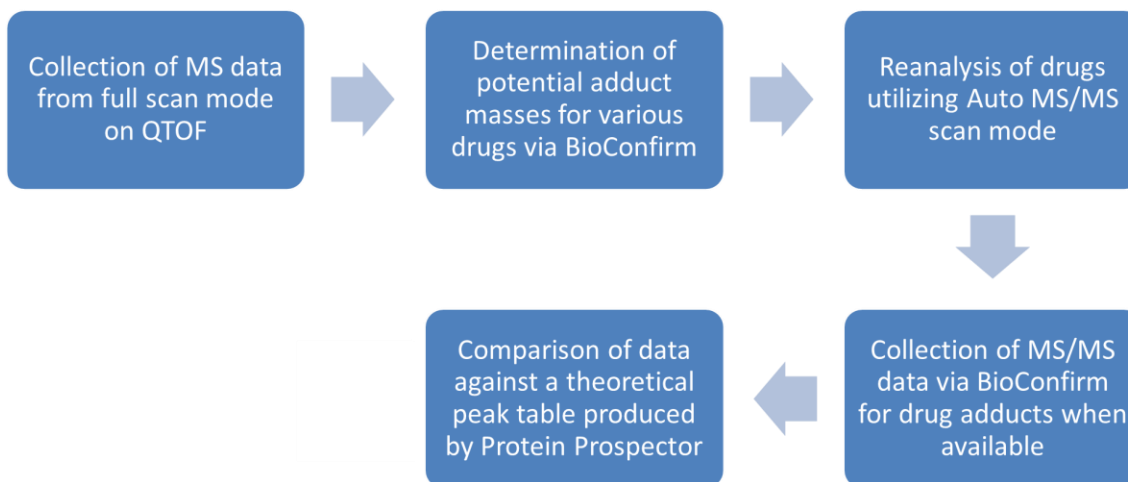 Collection of MS data
from full scan mode
on QTOF
Determination of
potential adduct
masses for various
drugs via BioConfirm
Reanalysis of drugs
utilizing Auto MS/MS
scan mode
Collection of MS/MS
data via BioConfirm
for drug adducts when
available
Comparison of data
against a theoretical
peak table produced
by Protein Prospector